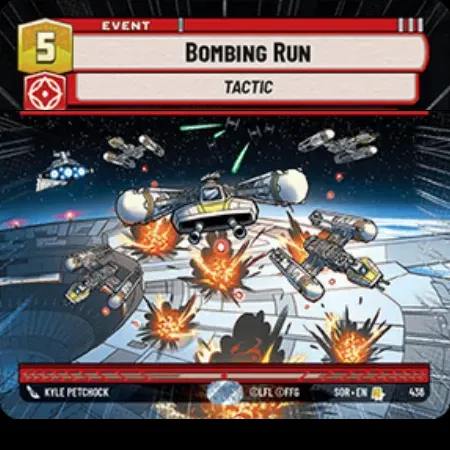 EVENT
5
BOMBING RUN
TACTIC
KYLE PETCHOCK
©LFL ©FFG
SOR • EN
436